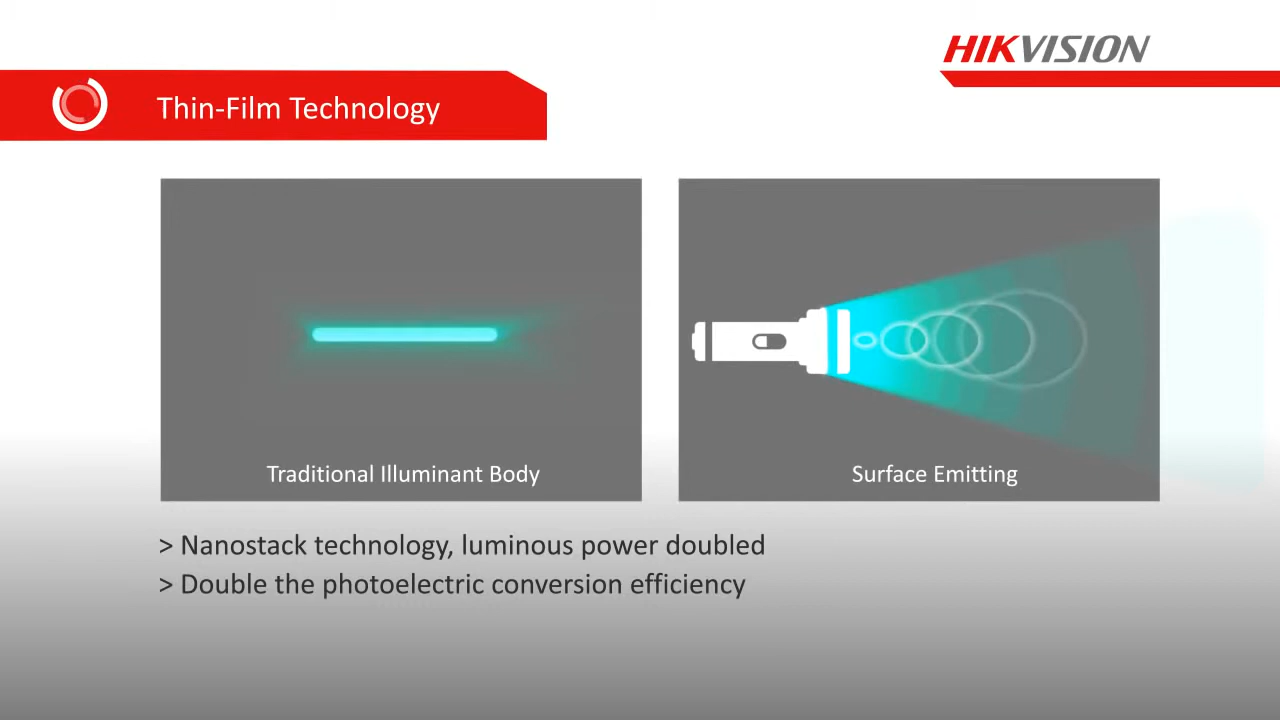 HIKVISION
Thin-Film Technology
Traditional Illuminant Body
Surface Emitting
> Nanostack technology, luminous power doubled
> Double the photoelectric conversion efficiency